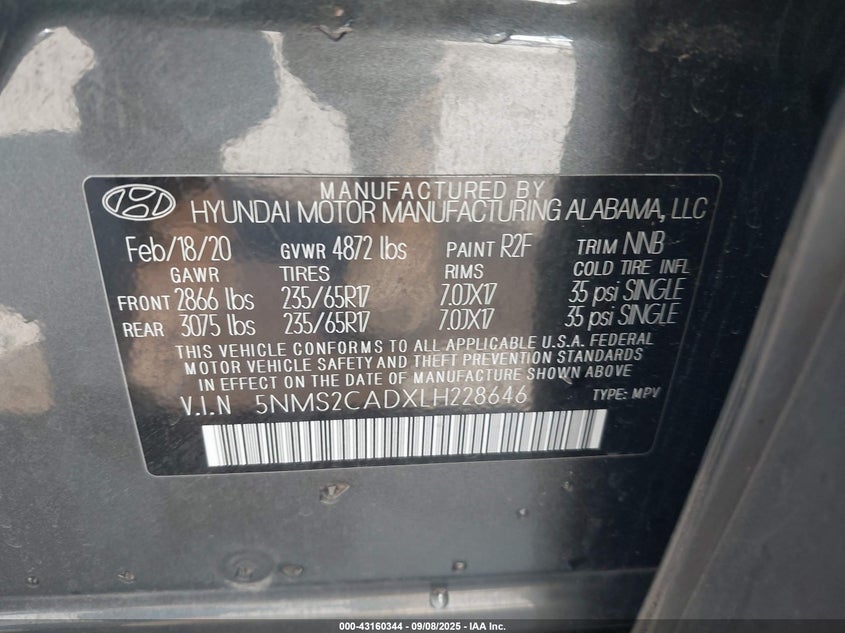 MANUFACTURED BY
HYUNDAI MOTOR MANUFACTURING ALABAMA, LLC
Feb/18/20 GVWR 4872 lbs PAINT R2F TRIM NNB
GAWR TIRES RIMS COLD TIRE INFL
FRONT 2866 lbs 235/65R17 7.0JX17 35 psi SINGLE
REAR 3075 lbs 235/65R17 7.0JX17 35 psi SINGLE
THIS VEHICLE CONFORMS TO ALL APPLICABLE U.S.A. FEDERAL
MOTOR VEHICLE SAFETY AND THEFT PREVENTION STANDARDS
IN EFFECT ON THE DATE OF MANUFACTURE SHOWN ABOVE
V.I.N 5NMS2CADXLH228646 TYPE: MPV
000-43160344 - 09/08/2025 - IAA Inc.